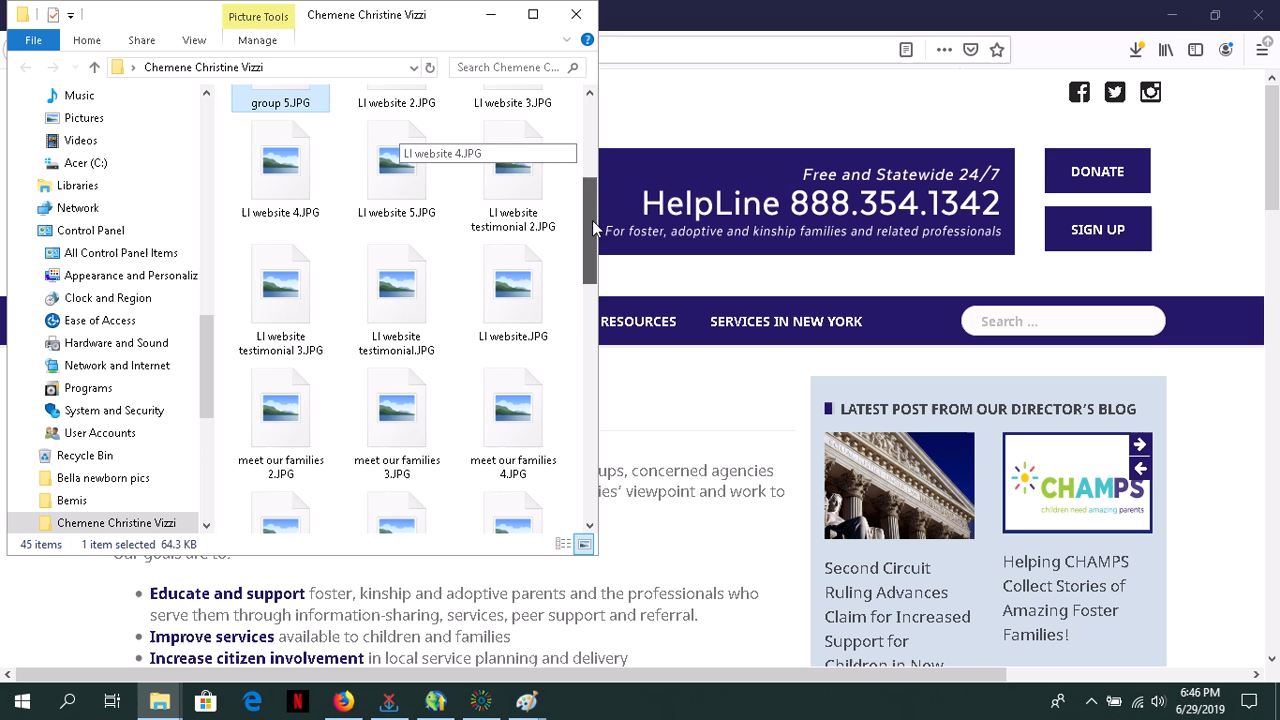 Picture Tools
Chemene Christine Vizzi
File
Home
Share
View
Manage
Chemene Christine Vizzi
Search Chemene C...
Music
Pictures
Videos
Acer (C:)
Libraries
Network
Control Panel
All Control Panel Items
Appearance and Personaliz
Clock and Region
Ease of Access
Hardware and Sound
Network and Internet
Programs
System and Security
User Accounts
Recycle Bin
Bella newborn pics
Bemis
Chemene Christine Vizzi
group 5.JPG
LI website 2.JPG
LI website 3.JPG
LI website 4.JPG
LI website 4.JPG
LI website 5.JPG
LI website
testimonial 2.JPG
LI website
testimonial 3.JPG
LI website
testimonial.JPG
LI website.JPG
meet our families
2.JPG
meet our families
3.JPG
meet our families
4.JPG
45 items
1 item selected 64.3 KB
Free and Statewide 24/7
HelpLine 888.354.1342
For foster, adoptive and kinship families and related professionals
DONATE
SIGN UP
RESOURCES
SERVICES IN NEW YORK
Search ...
ups, concerned agencies
ies' viewpoint and work to
Our goals are to:
Educate and support foster, kinship and adoptive parents and the professionals who
serve them through information-sharing, services, peer support and referral.
Improve services available to children and families
Increase citizen involvement in local service planning and delivery
LATEST POST FROM OUR DIRECTOR'S BLOG
CHAMPS
children need amazing parents
Second Circuit
Ruling Advances
Claim for Increased
Support for
Children in New
Helping CHAMPS
Collect Stories of
Amazing Foster
Families!
6:46 PM
6/29/2019